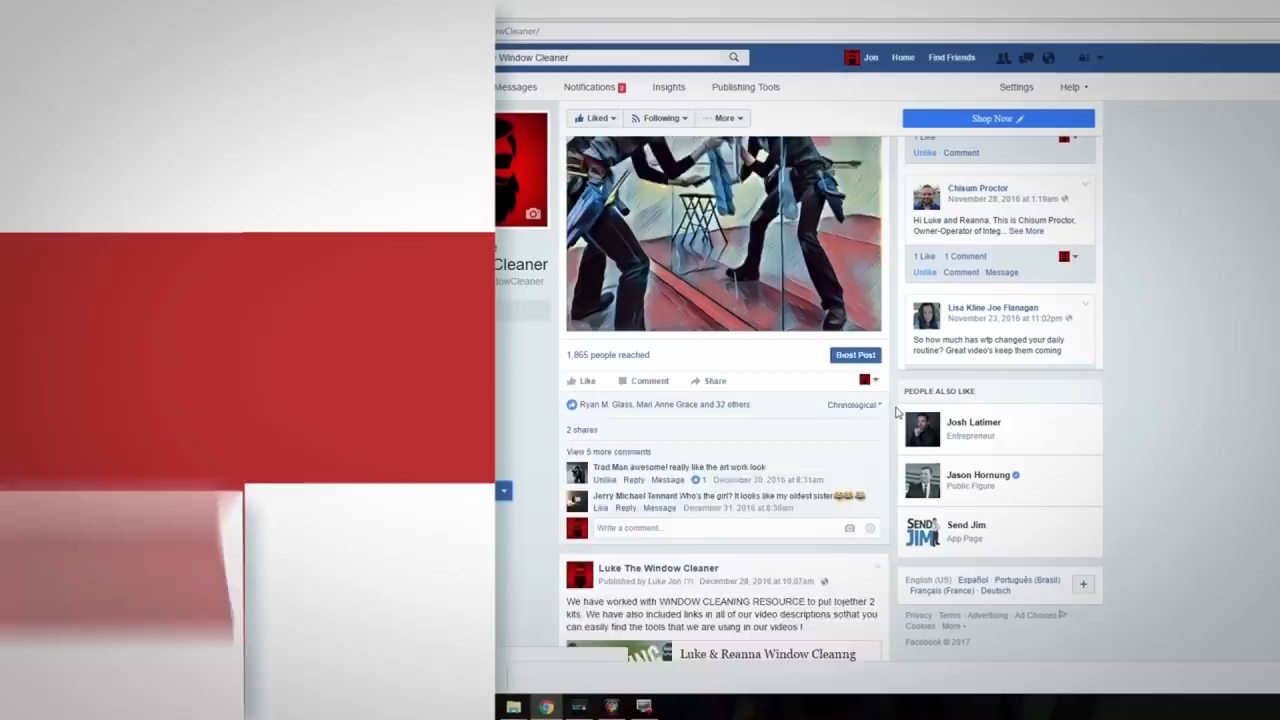 owCleaner/
Window Cleaner
Jon Home Find Friends
Messages Notifications 2 Insights Publishing Tools Settings Help
Liked Following More Shop Now
1 Like
Unlike Comment
Chisum Proctor
November 28, 2016 at 1:19am
Hi Luke and Reanna, This is Chisum Proctor,
Owner-Operator of Integ... See More
1 Like 1 Comment
Unlike · Comment · Message
Cleaner
dowCleaner
Lisa Kline Joe Flanagan
November 23, 2016 at 11:02pm
So how much has wfp changed your daily
routine? Great video's keep them coming
1,865 people reached
Boost Post
Like Comment Share
Ryan M. Glass, Mari Anne Grace and 32 others
Chronological
2 shares
View 5 more comments
Trad Man awesome! really like the art work look
Unlike · Reply · Message · 1 · December 30, 2016 at 8:31am
Jerry Michael Tennant Who's the girl? It looks like my oldest sister😂😂😂
Like · Reply · Message · December 31, 2016 at 8:36am
Write a comment...
PEOPLE ALSO LIKE
Josh Latimer
Entrepreneur
Jason Hornung
Public Figure
SEND JIM
Send Jim
App Page
Luke The Window Cleaner
Published by Luke Jon [?] · December 28, 2016 at 10:07am
We have worked with WINDOW CLEANING RESOURCE to put together 2
kits. We have also included links in all of our video descriptions sothat you
can easily find the tools that we are using in our videos !
Luke & Reanna Window Cleanng
English (US) · Español · Português (Brasil)
· Français (France) · Deutsch
+
Privacy · Terms · Advertising · Ad Choices
Cookies · More
Facebook © 2017